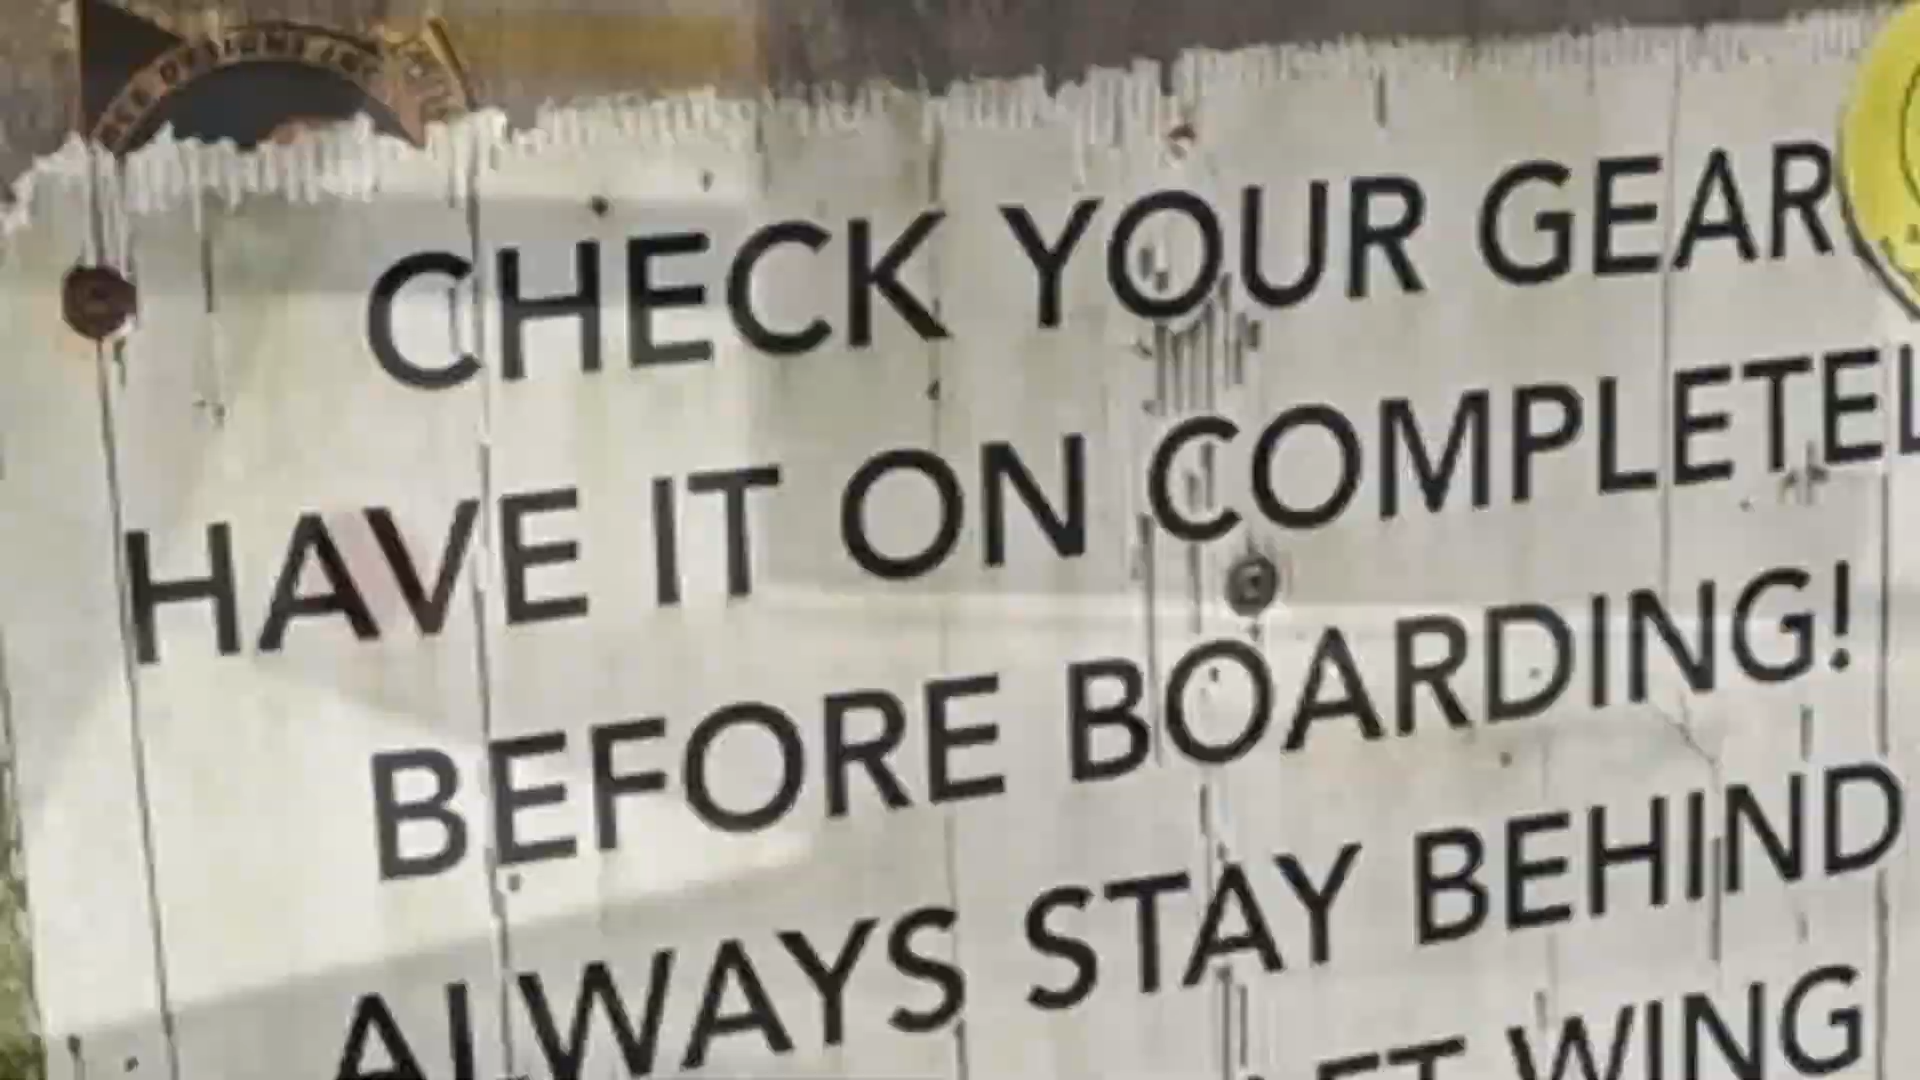 CHECK YOUR GEAR
HAVE IT ON COMPLETEL
BEFORE BOARDING!
ALWAYS STAY BEHIND
WING